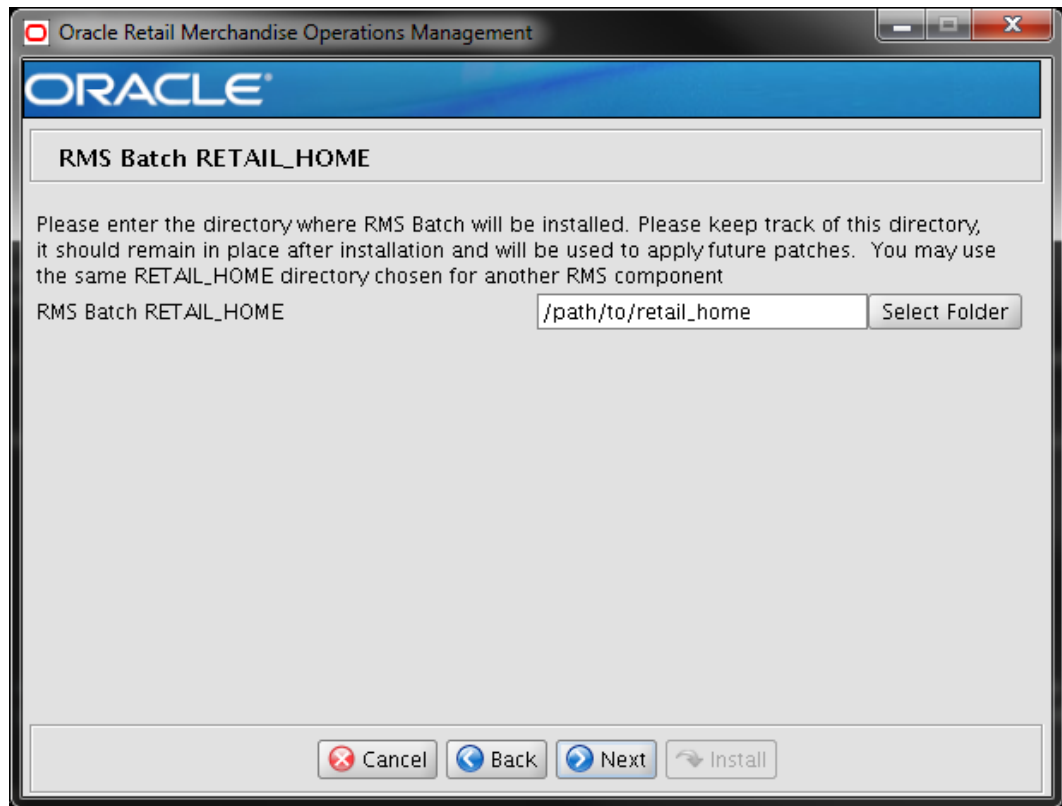 Oracle Retail Merchandise Operations Management
ORACLE®
RMS Batch RETAIL_HOME
Please enter the directory where RMS Batch will be installed. Please keep track of this directory,
it should remain in place after installation and will be used to apply future patches.  You may use
the same RETAIL_HOME directory chosen for another RMS component
RMS Batch RETAIL_HOME /path/to/retail_home Select Folder
Cancel Back Next Install